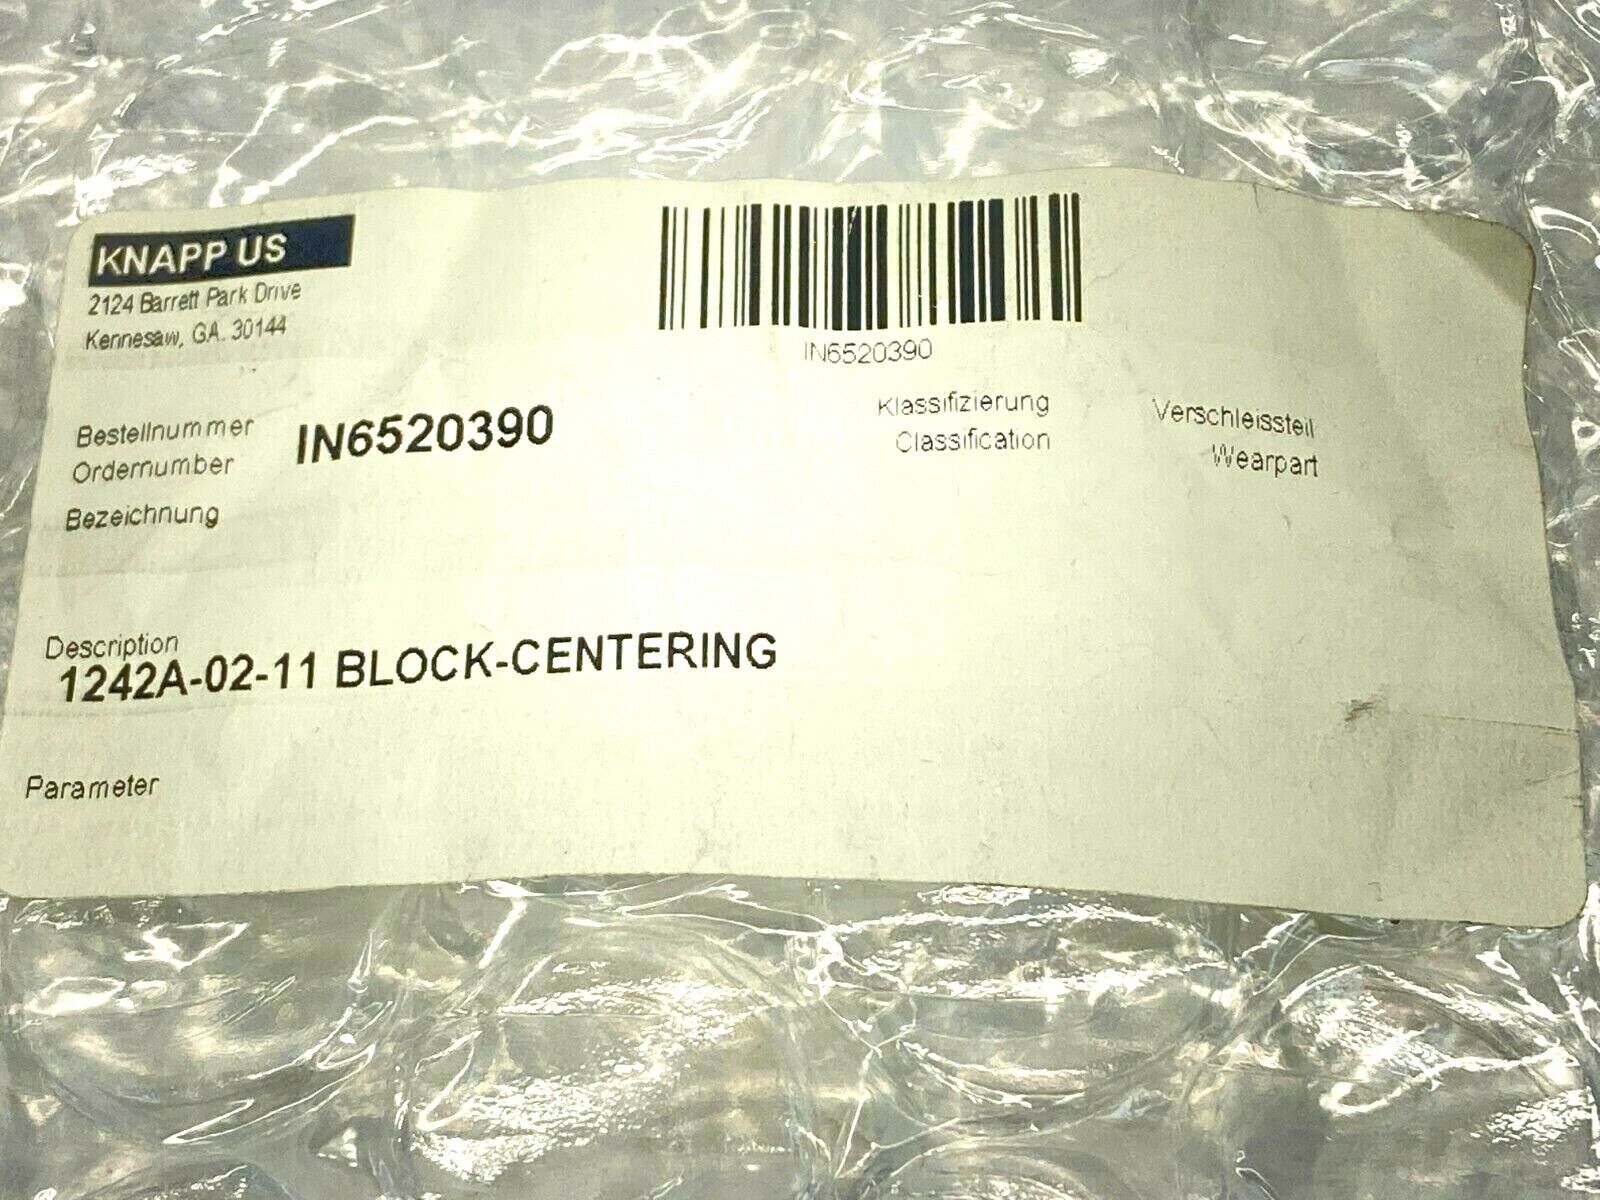 KNAPP US
2124 Barrett Park Drive
Kennesaw, GA. 30144
IN6520390
Bestellnummer
Ordernumber
IN6520390
Klassifizierung
Classification
Verschleissteil
Wearpart
Bezeichnung
Description
1242A-02-11 BLOCK-CENTERING
Parameter